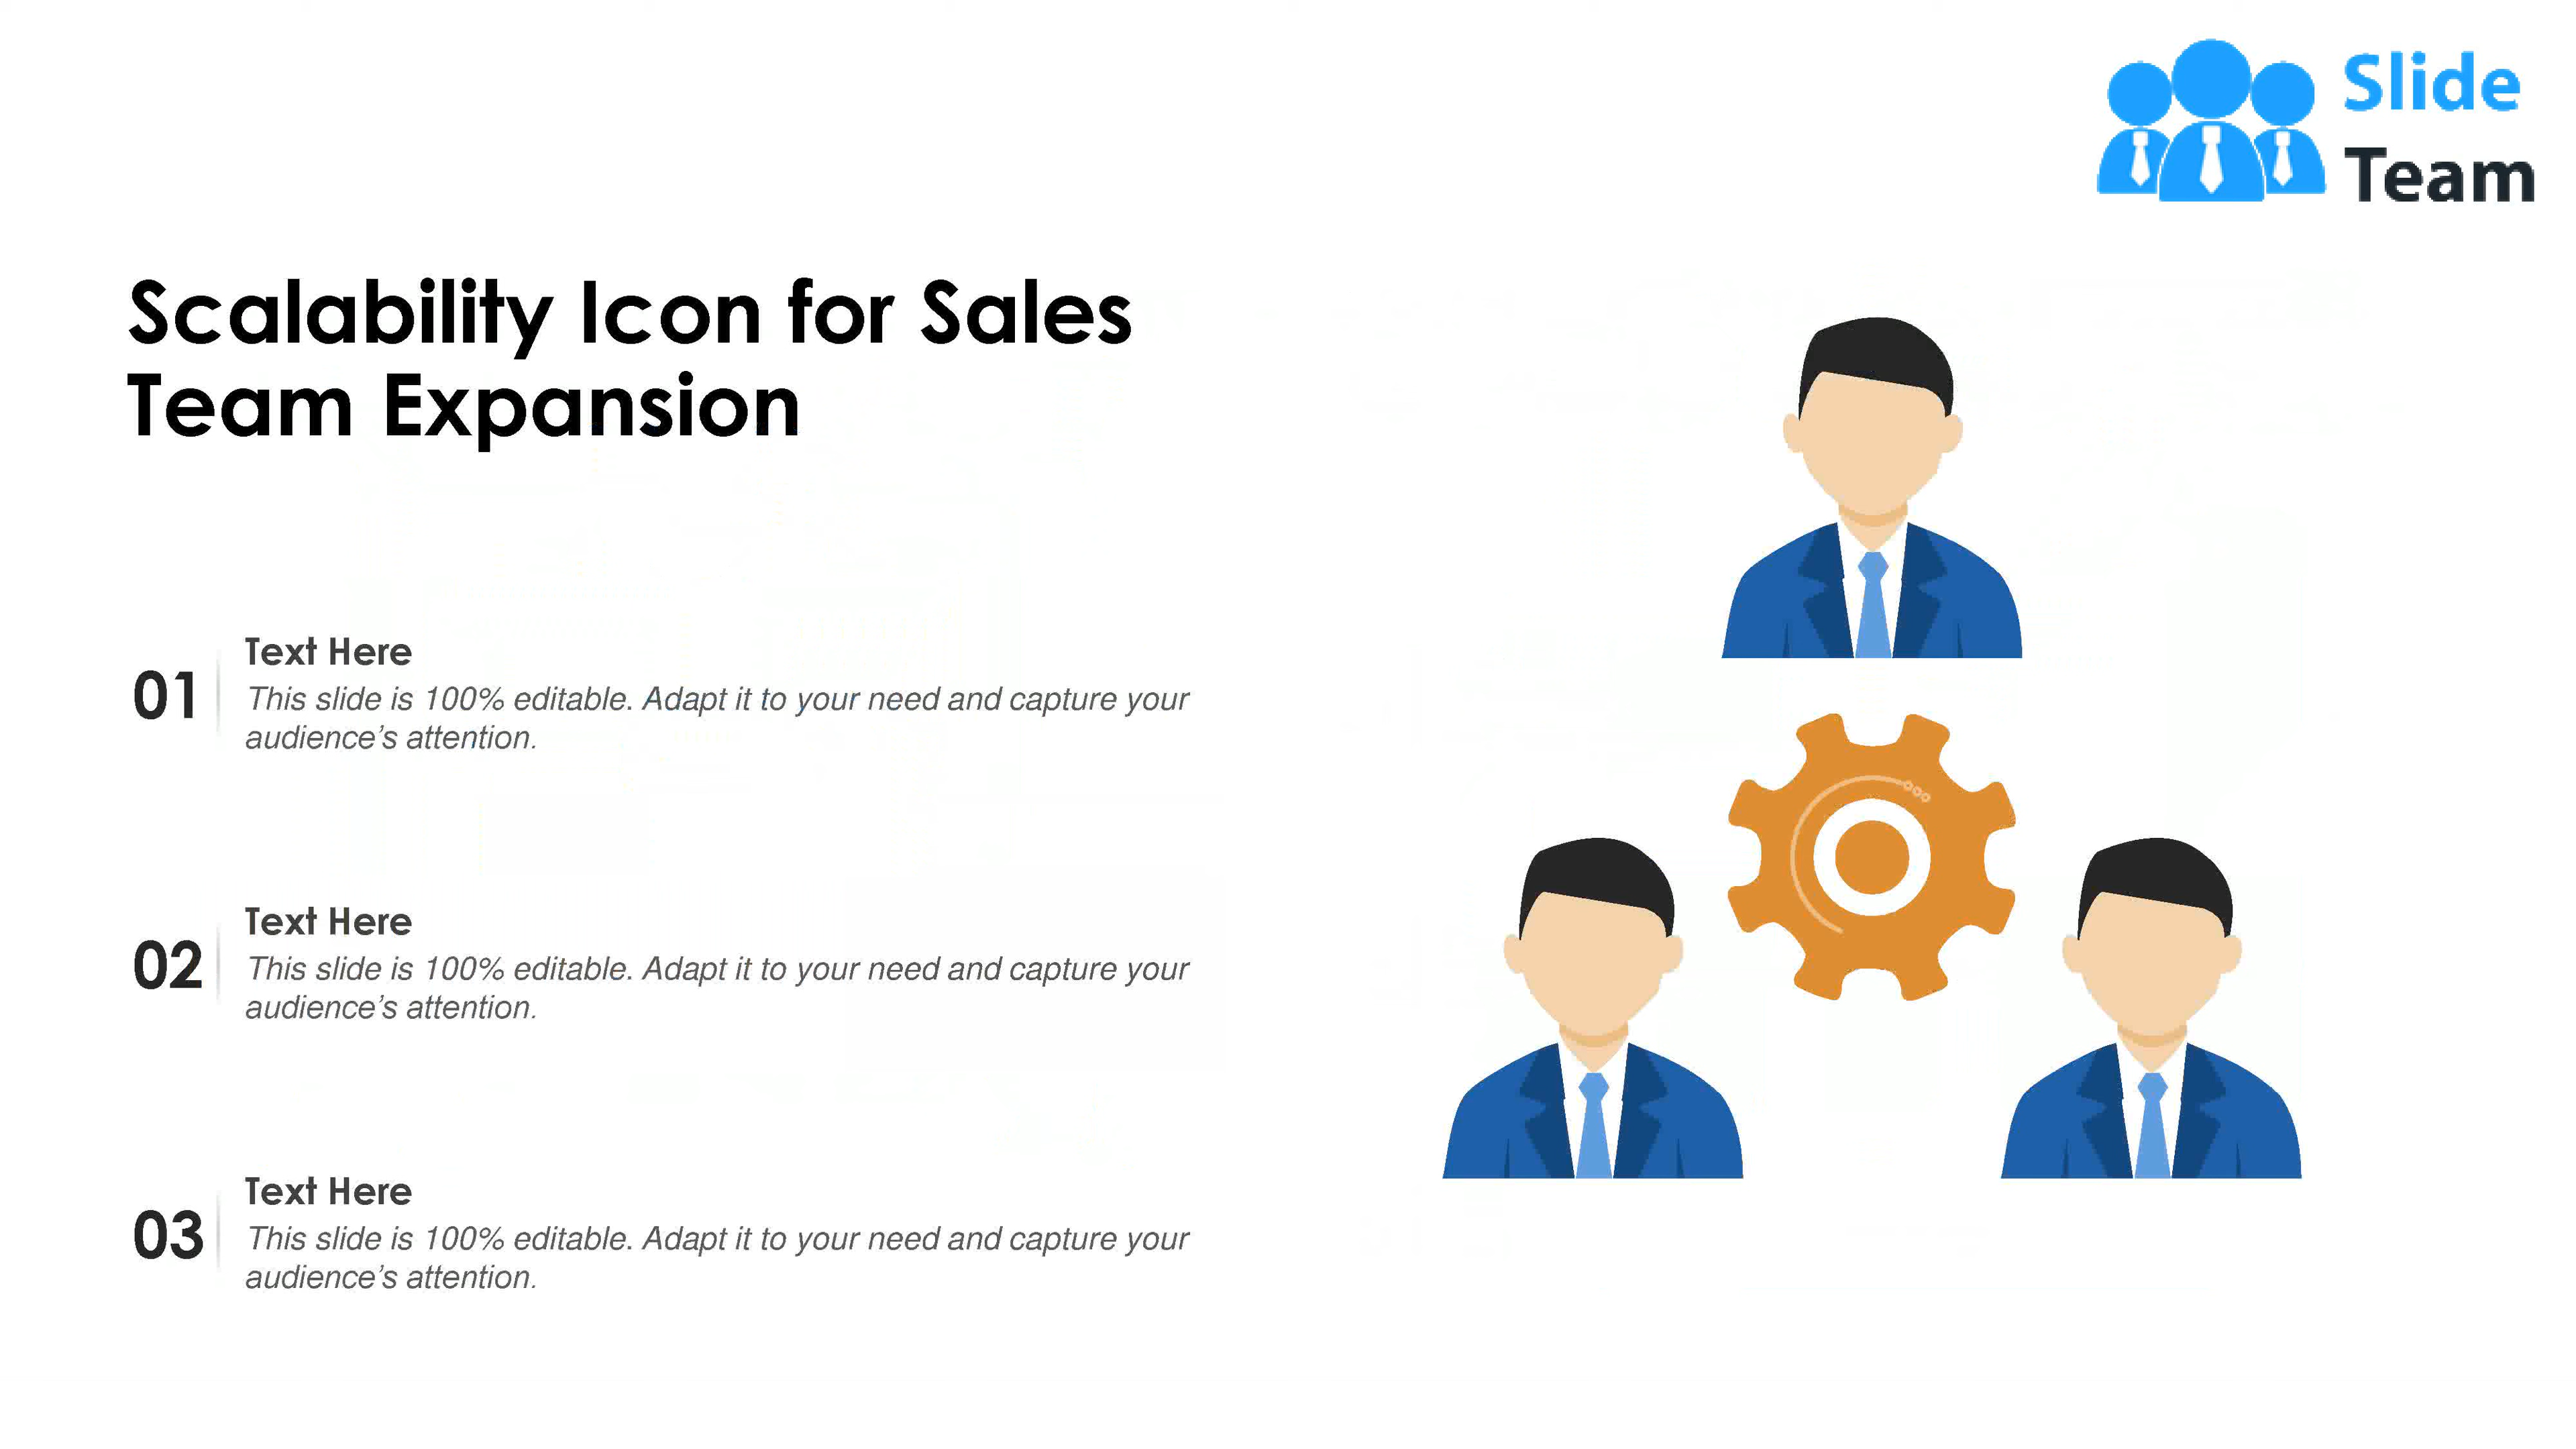 Slide
Team
Scalability Icon for Sales
Team Expansion
01
Text Here
This slide is 100% editable. Adapt it to your need and capture your
audience’s attention.
02
Text Here
This slide is 100% editable. Adapt it to your need and capture your
audience’s attention.
03
Text Here
This slide is 100% editable. Adapt it to your need and capture your
audience’s attention.